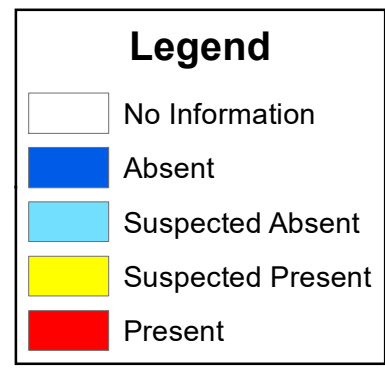 Legend
No Information
Absent
Suspected Absent
Suspected Present
Present